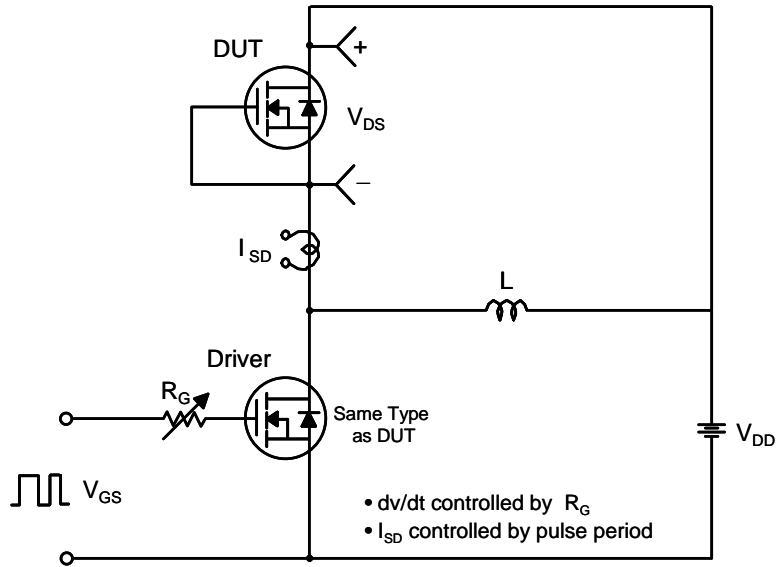 DUT
+
V_DS
−
I_SD
L
Driver
R_G
Same Type
as DUT
V_DD
V_GS
• dv/dt controlled by R_G
• I_SD controlled by pulse period